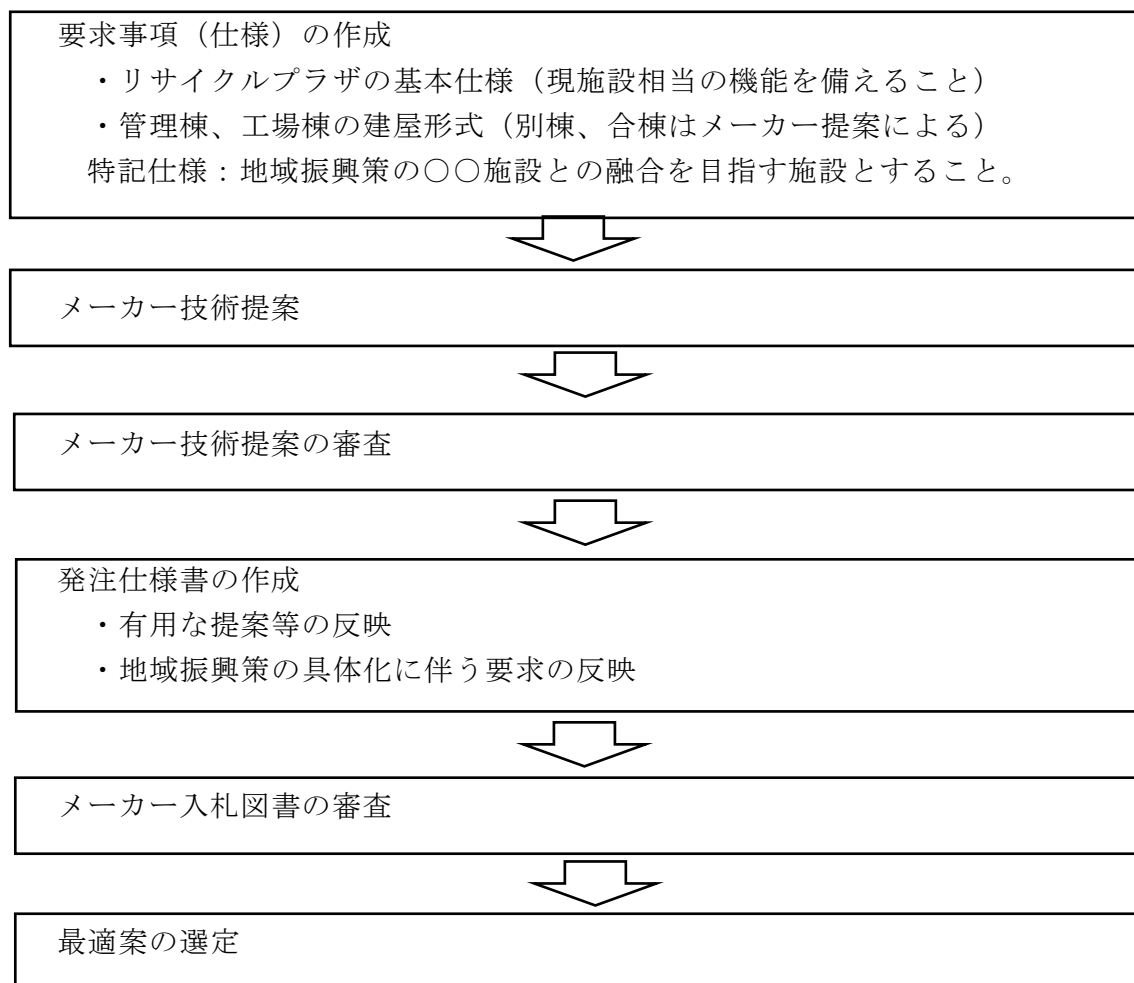 要求事項（仕様）の作成
・リサイクルプラザの基本仕様（現施設相当の機能を備えること）
・管理棟、工場棟の建屋形式（別棟、合棟はメーカー提案による）
特記仕様：地域振興策の〇〇施設との融合を目指す施設とすること。
メーカー技術提案
メーカー技術提案の審査
発注仕様書の作成
・有用な提案等の反映
・地域振興策の具体化に伴う要求の反映
メーカー入札図書の審査
最適案の選定